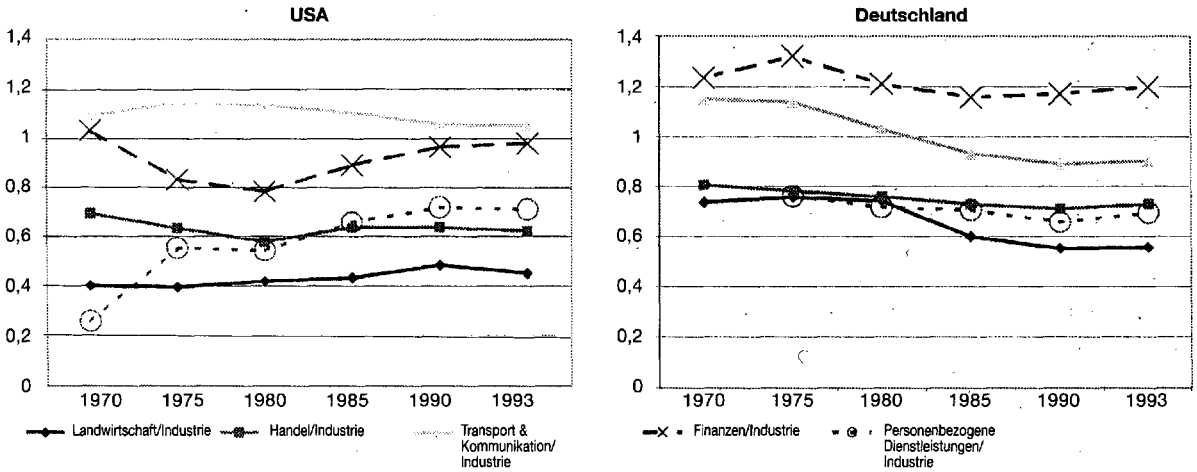 USA
1,4
1,2
1
0,8
0,6
0,4
0,2
0
1970 1975 1980 1985 1990 1993
Deutschland
1,4
1,2
1
0,8
0,6
0,4
0,2
0
1970 1975 1980 1985 1990 1993
Landwirtschaft/Industrie
Handel/Industrie
Transport &
Kommunikation/
Industrie
Finanzen/Industrie
Personenbezogene
Dienstleistungen/
Industrie